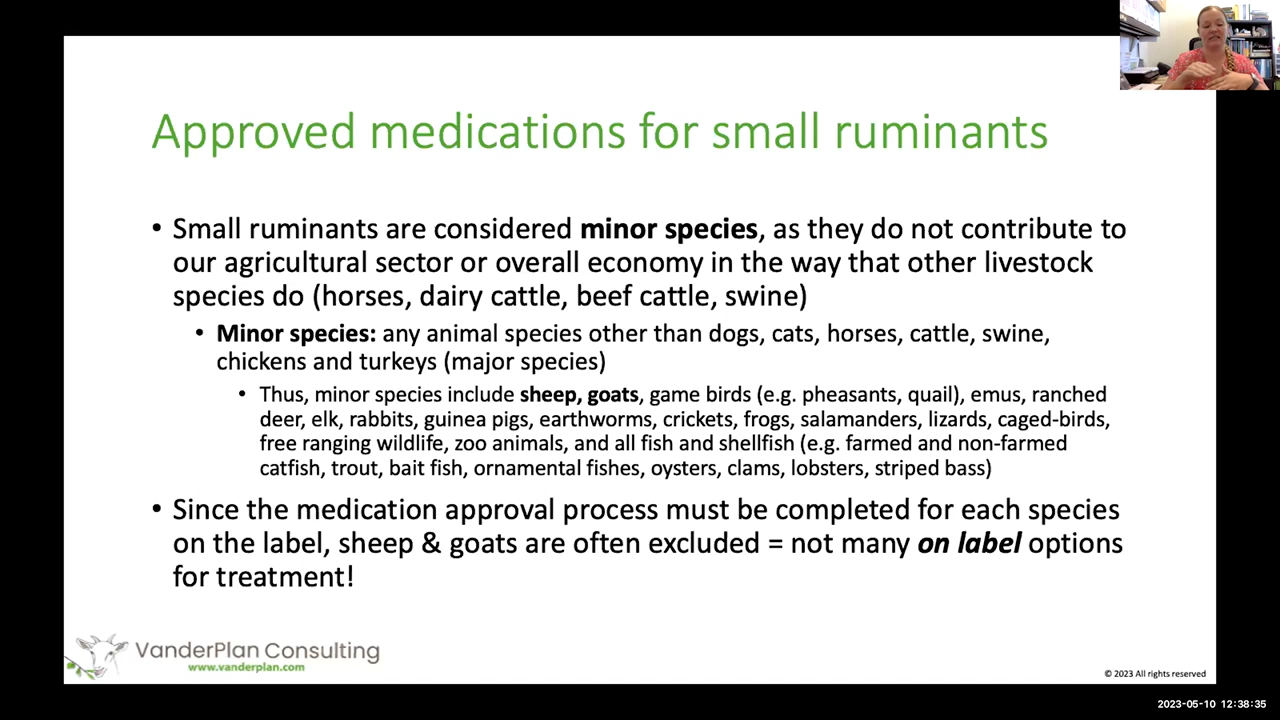 Approved medications for small ruminants
• Small ruminants are considered minor species, as they do not contribute to
our agricultural sector or overall economy in the way that other livestock
species do (horses, dairy cattle, beef cattle, swine)
• Minor species: any animal species other than dogs, cats, horses, cattle, swine,
chickens and turkeys (major species)
• Thus, minor species include sheep, goats, game birds (e.g. pheasants, quail), emus, ranched
deer, elk, rabbits, guinea pigs, earthworms, crickets, frogs, salamanders, lizards, caged-birds,
free ranging wildlife, zoo animals, and all fish and shellfish (e.g. farmed and non-farmed
catfish, trout, bait fish, ornamental fishes, oysters, clams, lobsters, striped bass)
• Since the medication approval process must be completed for each species
on the label, sheep & goats are often excluded = not many on label options
for treatment!
VanderPlan Consulting
www.vanderplan.com
© 2023 All rights reserved
2023-05-10 12:38:35